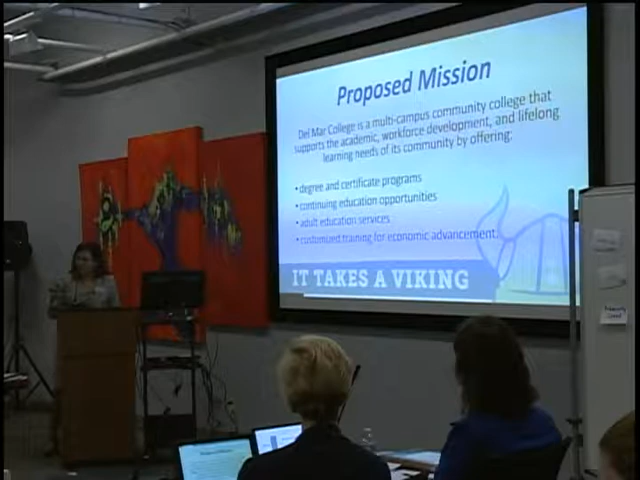 Proposed Mission
Del Mar College is a multi-campus community college that
supports the academic, workforce development, and lifelong
learning needs of its community by offering:
• degree and certificate programs
• continuing education opportunities
• adult education services
• customized training for economic advancement.
IT TAKES A VIKING